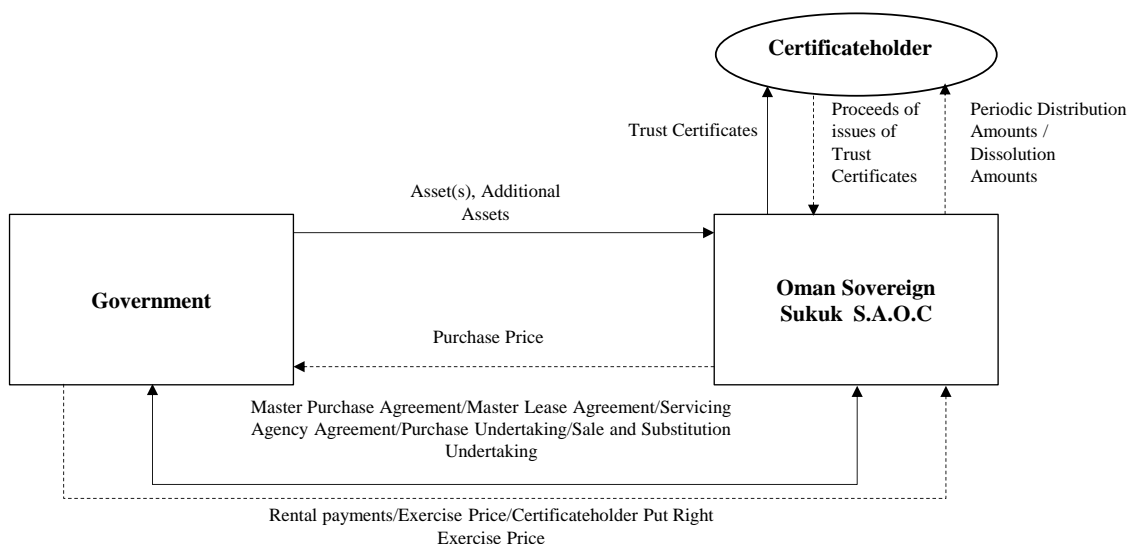 Certificateholder
Trust Certificates
Proceeds of
issues of
Trust
Certificates
Periodic Distribution
Amounts /
Dissolution
Amounts
Asset(s), Additional
Assets
Government
Oman Sovereign
Sukuk S.A.O.C
Purchase Price
Master Purchase Agreement/Master Lease Agreement/Servicing
Agency Agreement/Purchase Undertaking/Sale and Substitution
Undertaking
Rental payments/Exercise Price/Certificateholder Put Right
Exercise Price